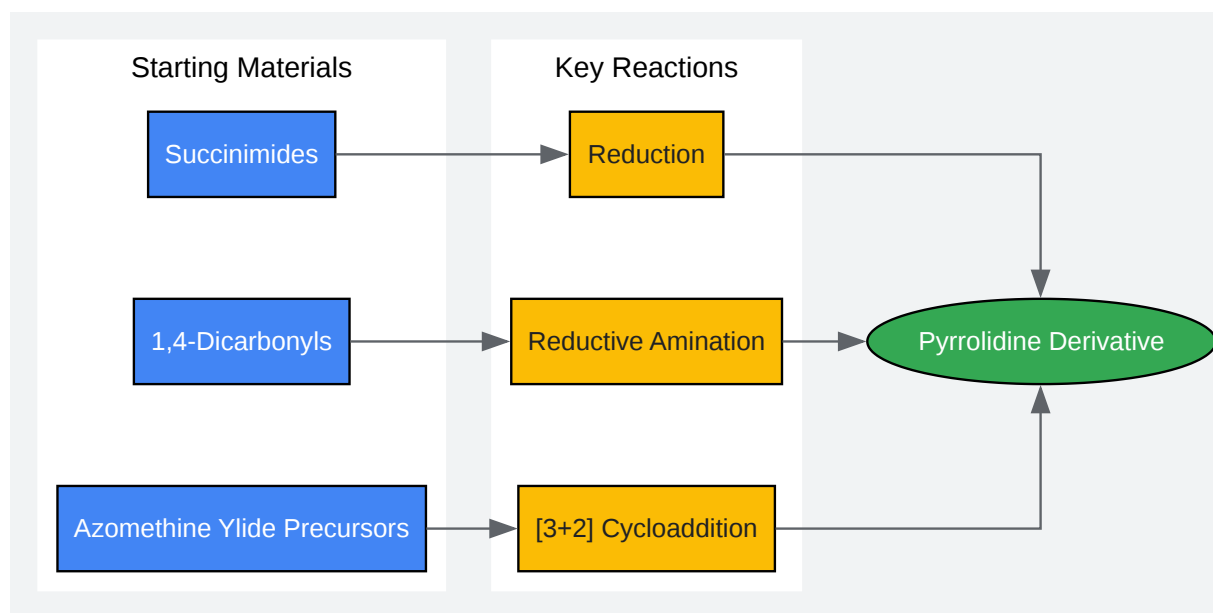 Starting Materials
Key Reactions
Succinimides
Reduction
1,4-Dicarbonyls
Reductive Amination
Pyrrolidine Derivative
Azomethine Ylide Precursors
[3+2] Cycloaddition